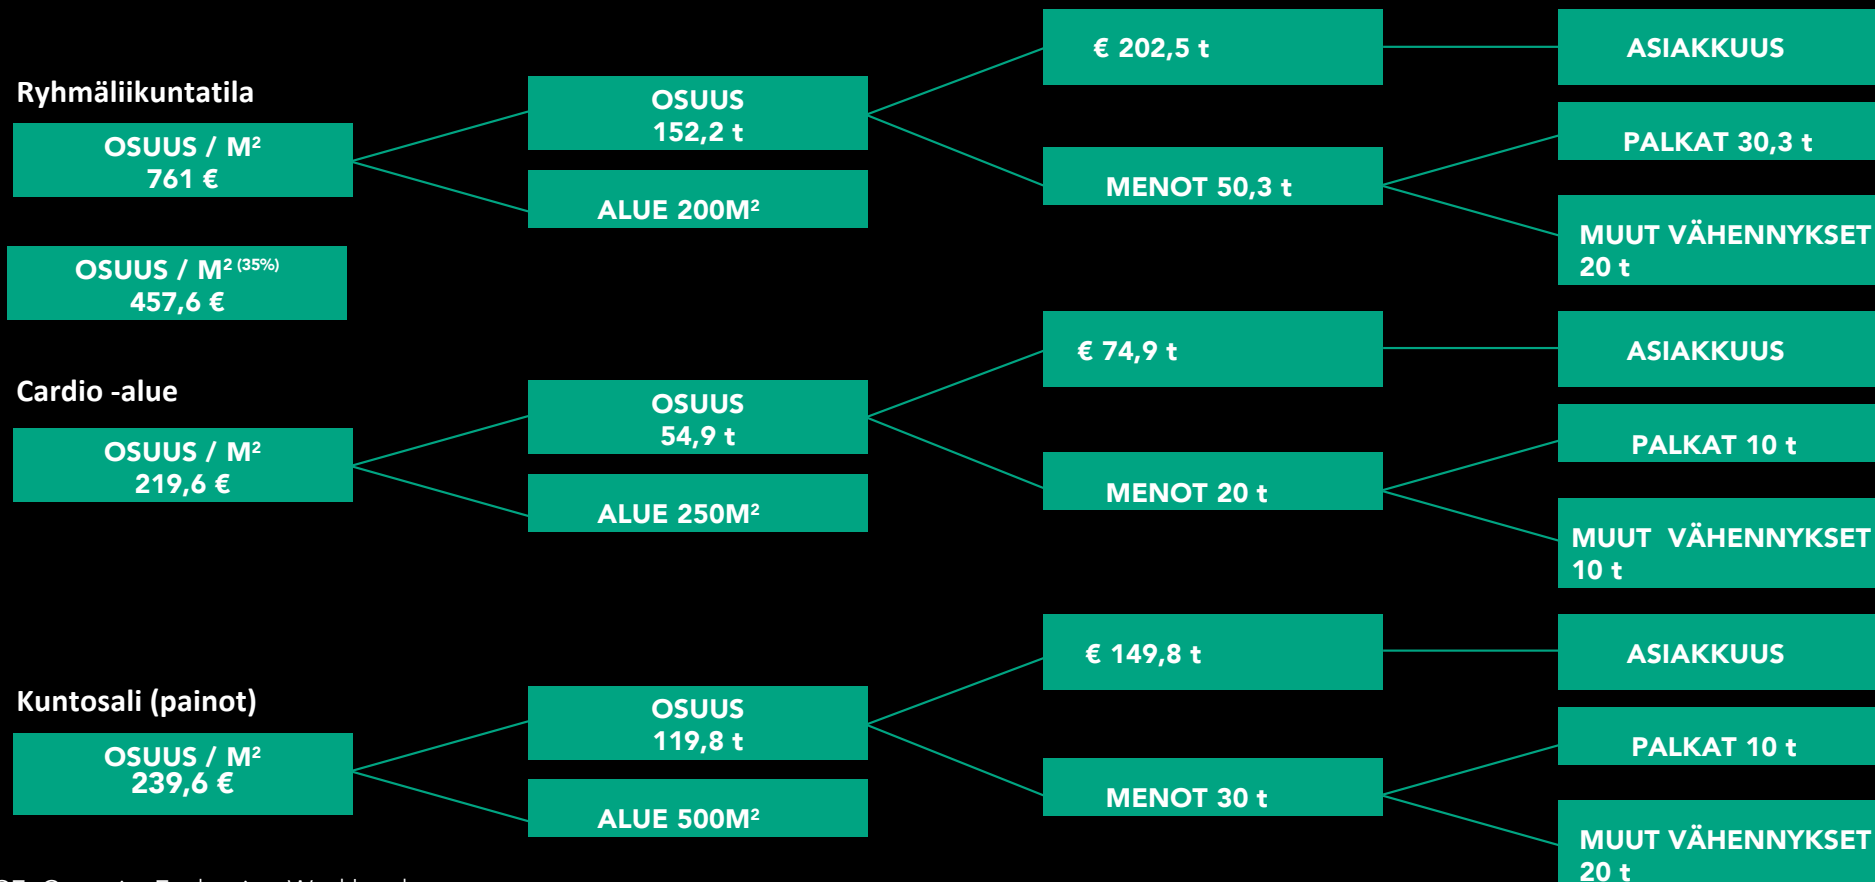 Ryhmäliikuntatila
OSUUS / M²
761 €
OSUUS
152,2 t
ALUE 200M²
€ 202,5 t
MENOT 50,3 t
ASIAKKUUS
PALKAT 30,3 t
MUUT VÄHENNYKSET
20 t
OSUUS / M² (35%)
457,6 €
Cardio -alue
OSUUS / M²
219,6 €
OSUUS
54,9 t
ALUE 250M²
€ 74,9 t
MENOT 20 t
ASIAKKUUS
PALKAT 10 t
MUUT VÄHENNYKSET
10 t
Kuntosali (painot)
OSUUS / M²
239,6 €
OSUUS
119,8 t
ALUE 500M²
€ 149,8 t
MENOT 30 t
ASIAKKUUS
PALKAT 10 t
MUUT VÄHENNYKSET
20 t